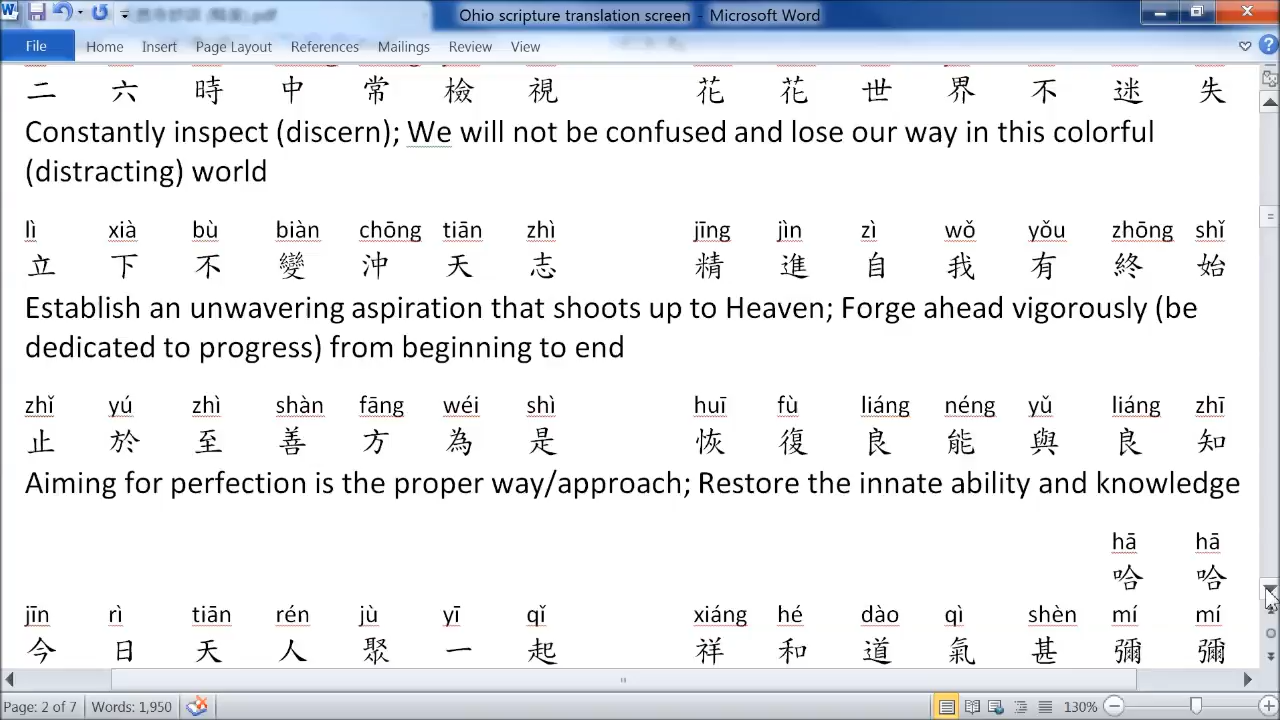 Ohio scripture translation screen - Microsoft Word
File Home Insert Page Layout References Mailings Review View
二 六 時 中 常 檢 視 花 花 世 界 不 迷 失
Constantly inspect (discern); We will not be confused and lose our way in this colorful
(distracting) world
lì xià bù biàn chōng tiān zhì jīng jìn zì wǒ yǒu zhōng shǐ
立 下 不 變 沖 天 志 精 進 自 我 有 終 始
Establish an unwavering aspiration that shoots up to Heaven; Forge ahead vigorously (be
dedicated to progress) from beginning to end
zhǐ yú zhì shàn fāng wéi shì huī fù liáng néng yǔ liáng zhī
止 於 至 善 方 為 是 恢 復 良 能 與 良 知
Aiming for perfection is the proper way/approach; Restore the innate ability and knowledge
hā hā
哈 哈
jīn rì tiān rén jù yī qǐ xiáng hé dào qì shèn mí mí
今 日 天 人 聚 一 起 祥 和 道 氣 甚 彌 彌
Page: 2 of 7 Words: 1,950 130%